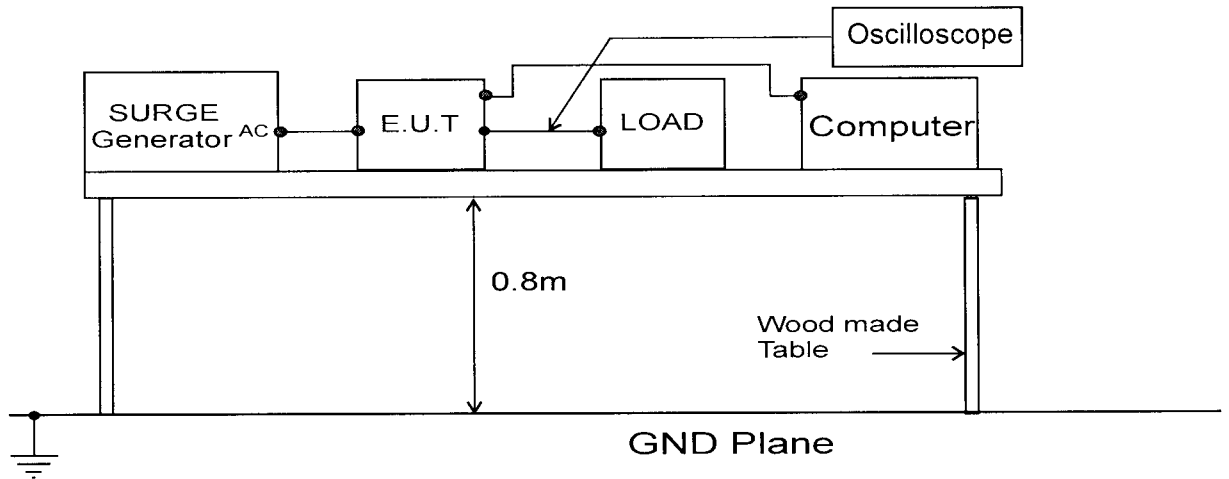 Oscilloscope
SURGE
Generator AC
E.U.T
LOAD
Computer
0.8m
Wood made
Table
GND Plane